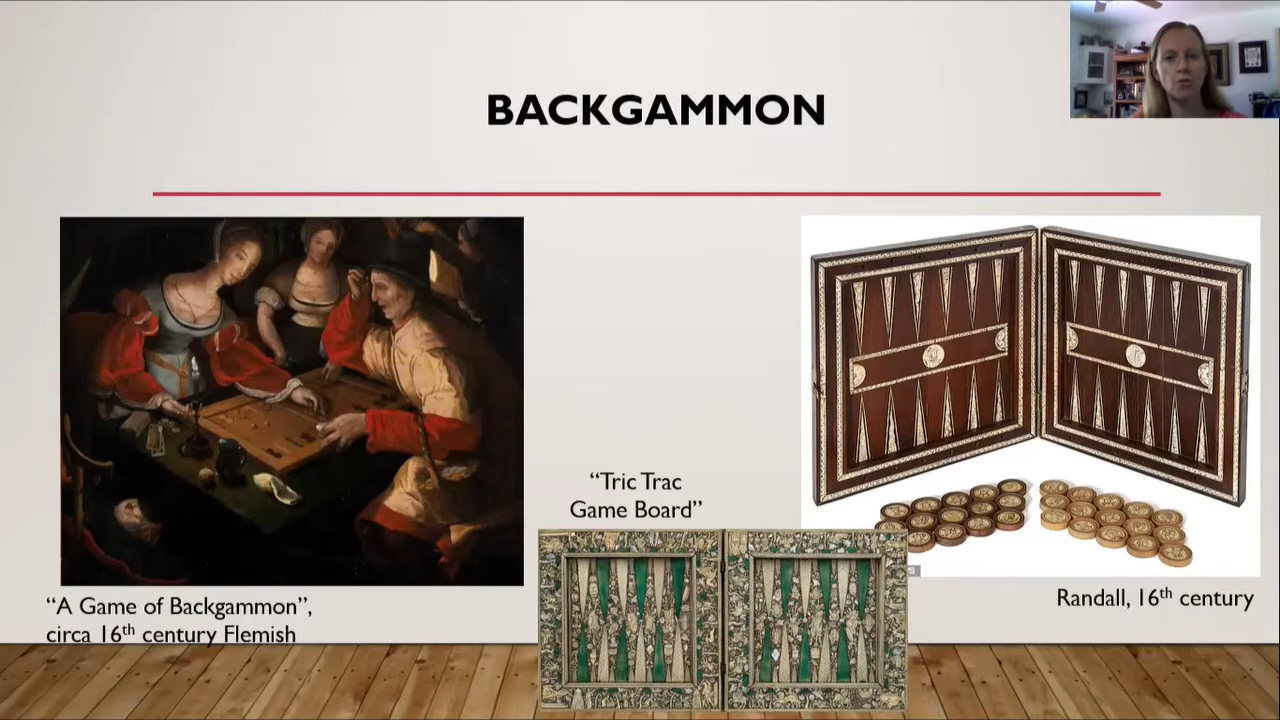 BACKGAMMON
“Tric Trac
Game Board”
“A Game of Backgammon”,
circa 16th century Flemish
Randall, 16th century